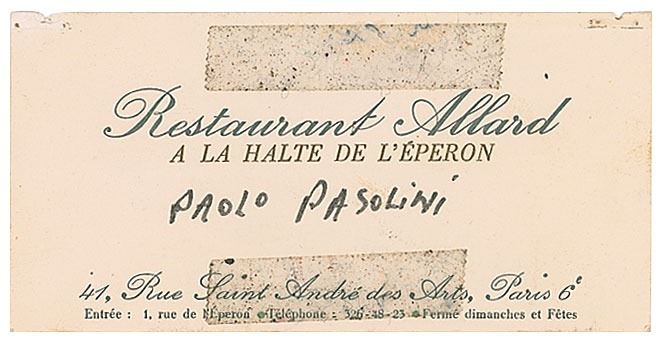 Restaurant Allard
A LA HALTE DE L'ÉPERON
PAOLO PASOLINI
41, Rue Saint André des Arts, Paris 6e
Entrée : 1, rue de l'Éperon • Téléphone : 326-48-23 • Fermé dimanches et Fêtes